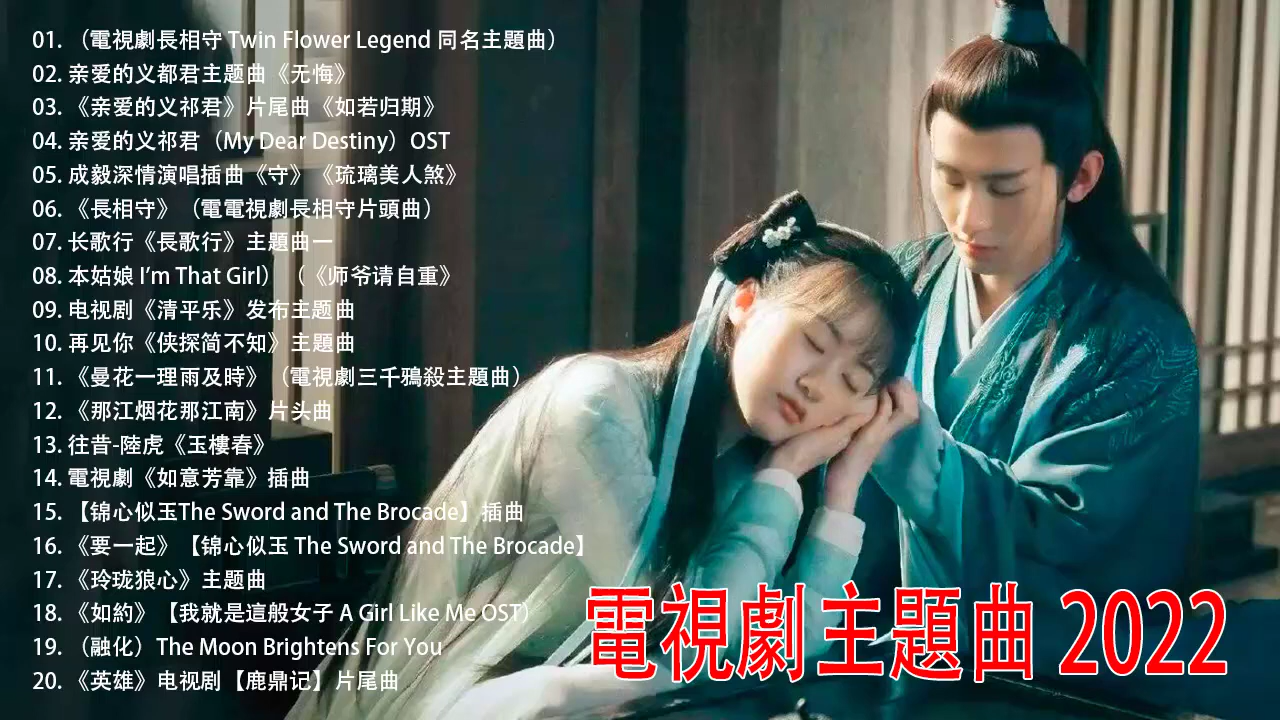 01. （電視劇長相守 Twin Flower Legend 同名主題曲）
02. 亲爱的义都君主题曲《无悔》
03. 《亲爱的义祁君》片尾曲《如若归期》
04. 亲爱的义祁君（My Dear Destiny）OST
05. 成毅深情演唱插曲《守》《琉璃美人煞》
06. 《長相守》（電電視劇長相守片頭曲）
07. 长歌行《長歌行》主題曲一
08. 本姑娘 I’m That Girl）（《师爷请自重》
09. 电视剧《清平乐》发布主题曲
10. 再见你《侠探简不知》主題曲
11. 《曼花一理雨及時》（電視劇三千鴉殺主題曲）
12. 《那江烟花那江南》片头曲
13. 往昔-陸虎《玉樓春》
14. 電視劇《如意芳靠》插曲
15. 【锦心似玉The Sword and The Brocade】插曲
16. 《要一起》【锦心似玉 The Sword and The Brocade】
17. 《玲珑狼心》主题曲
18. 《如約》【我就是這般女子 A Girl Like Me OST）
19. （融化）The Moon Brightens For You
20. 《英雄》电视剧【鹿鼎记】片尾曲
電視劇主題曲 2022